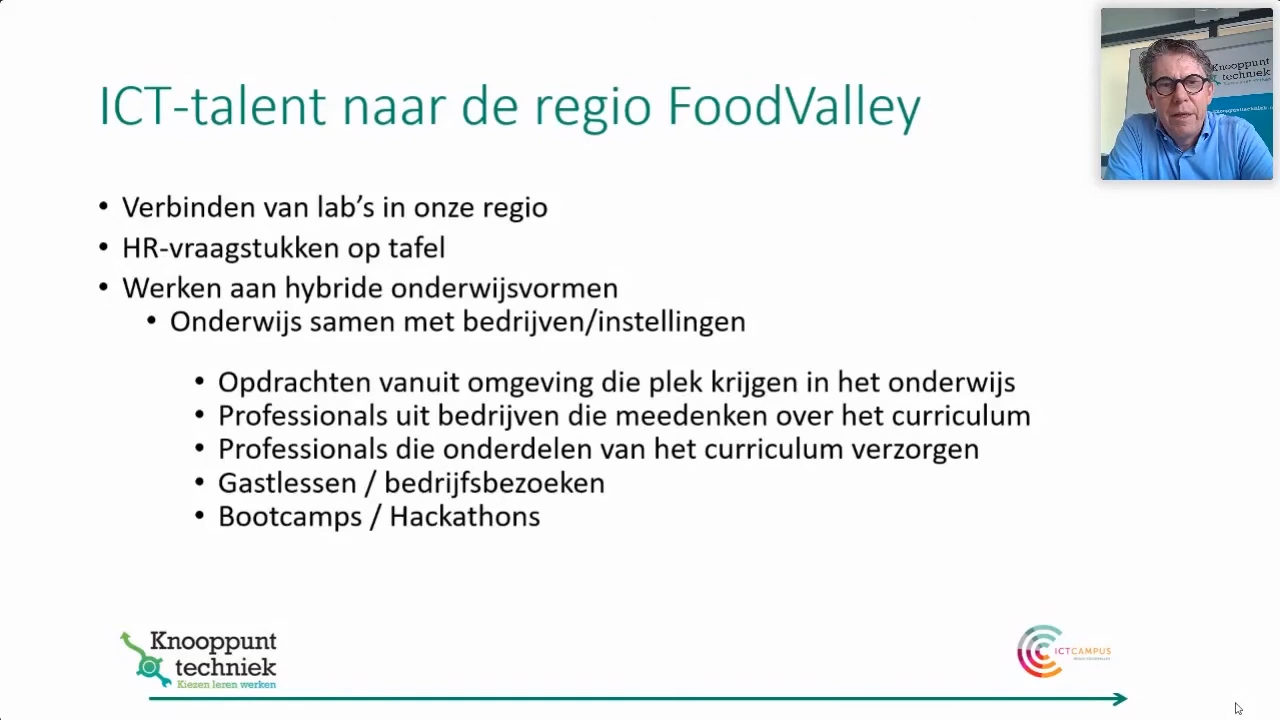 ICT-talent naar de regio FoodValley
Knooppunt
techniek
• Verbinden van lab's in onze regio
• HR-vraagstukken op tafel
• Werken aan hybride onderwijsvormen
• Onderwijs samen met bedrijven/instellingen
• Opdrachten vanuit omgeving die plek krijgen in het onderwijs
• Professionals uit bedrijven die meedenken over het curriculum
• Professionals die onderdelen van het curriculum verzorgen
• Gastlessen / bedrijfsbezoeken
• Bootcamps / Hackathons
Knooppunt
techniek
Kiezen leren werken
ICTCAMPUS